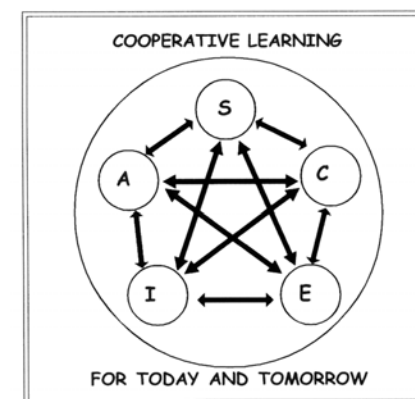 COOPERATIVE LEARNING
S
A
C
I
E
FOR TODAY AND TOMORROW